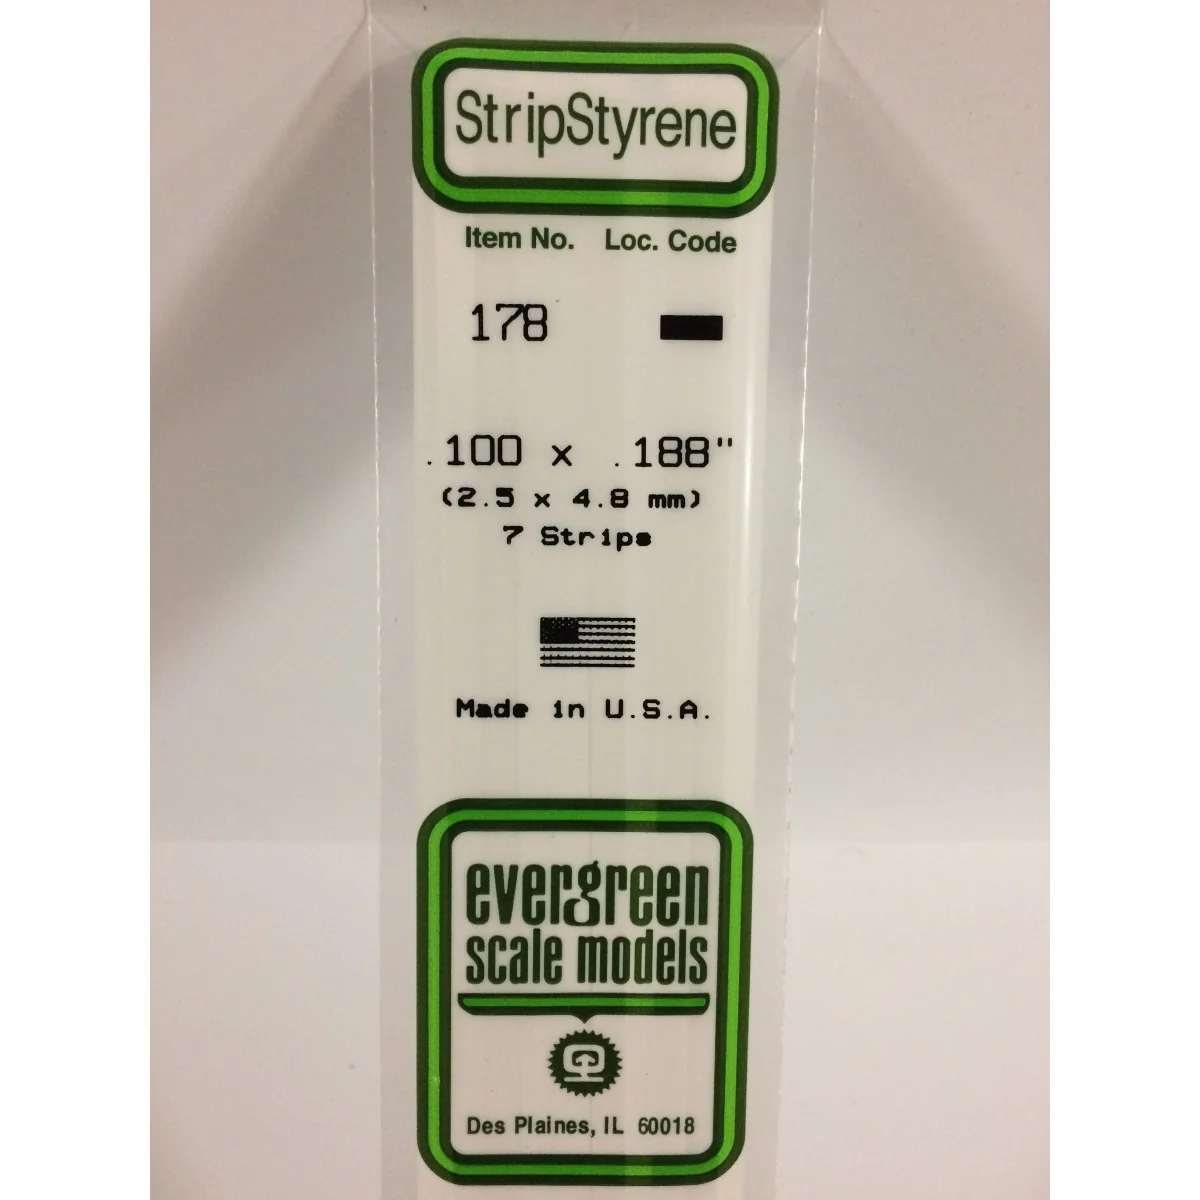 StripStyrene
Item No. Loc. Code
178
.100 x .188"
(2.5 x 4.8 mm)
7 Strips
Made in U.S.A.
evergreen
scale models
Des Plaines, IL 60018